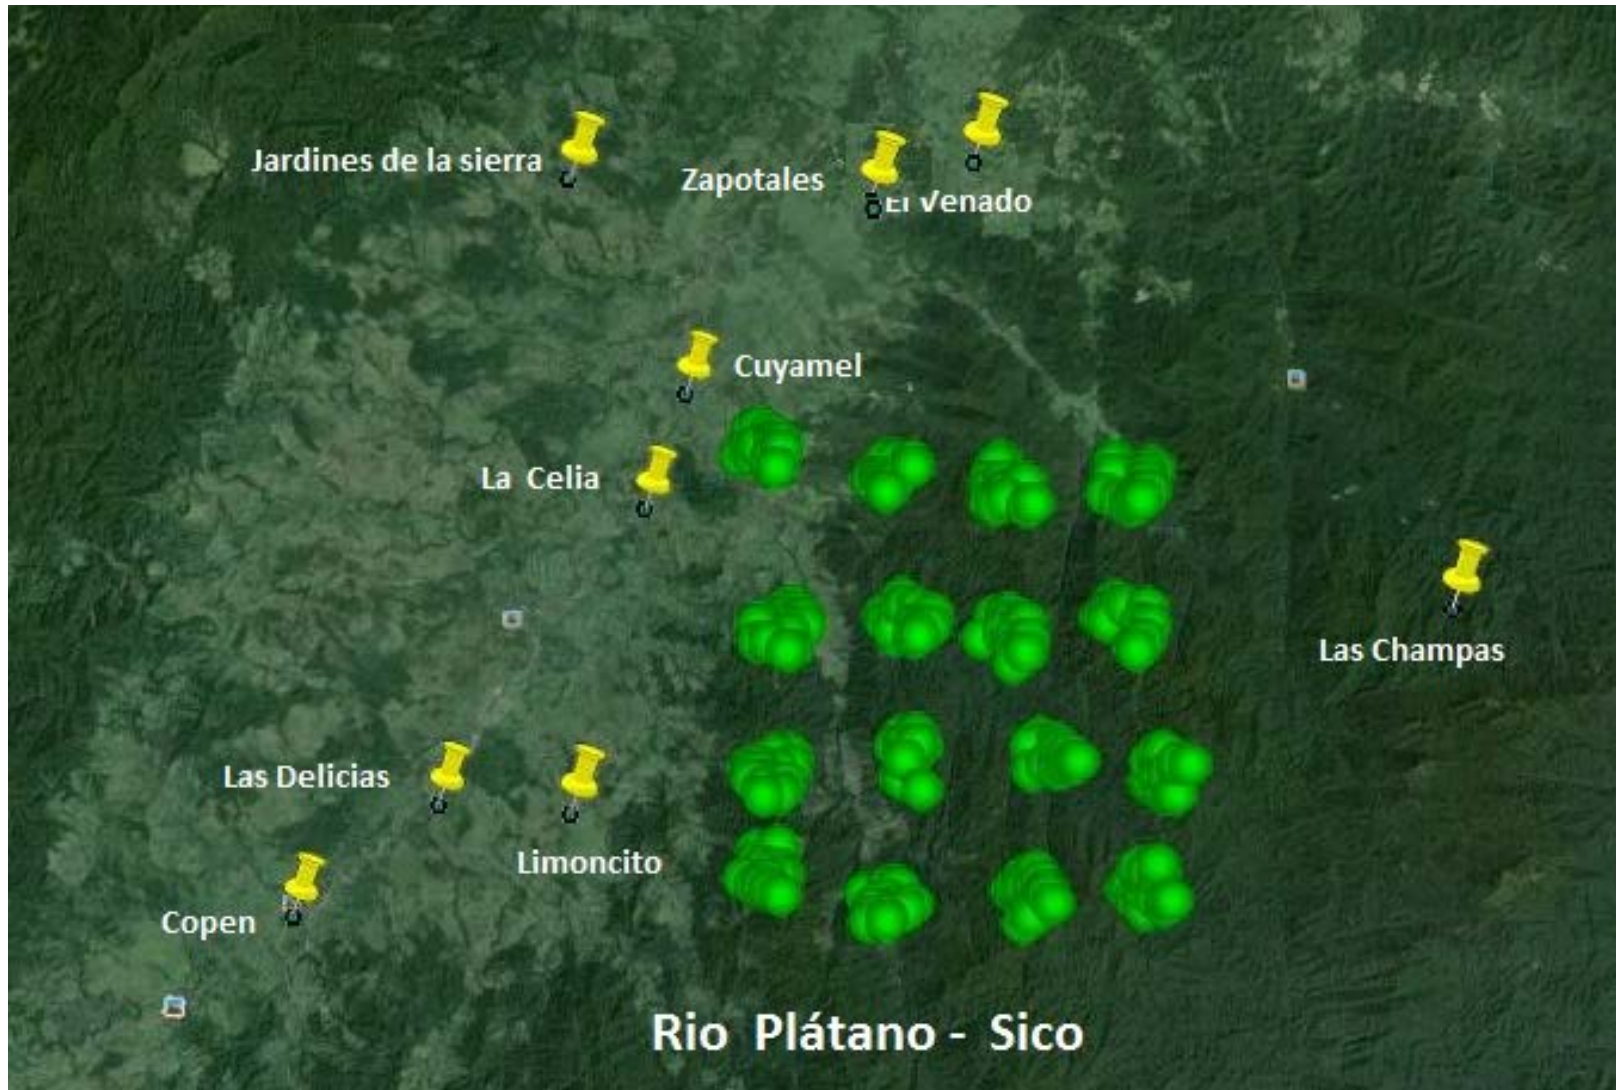 Jardines de la sierra
Zapotales
El Venado
Cuyamel
La Celia
Las Champas
Las Delicias
Limoncito
Copen
Rio Plátano - Sico